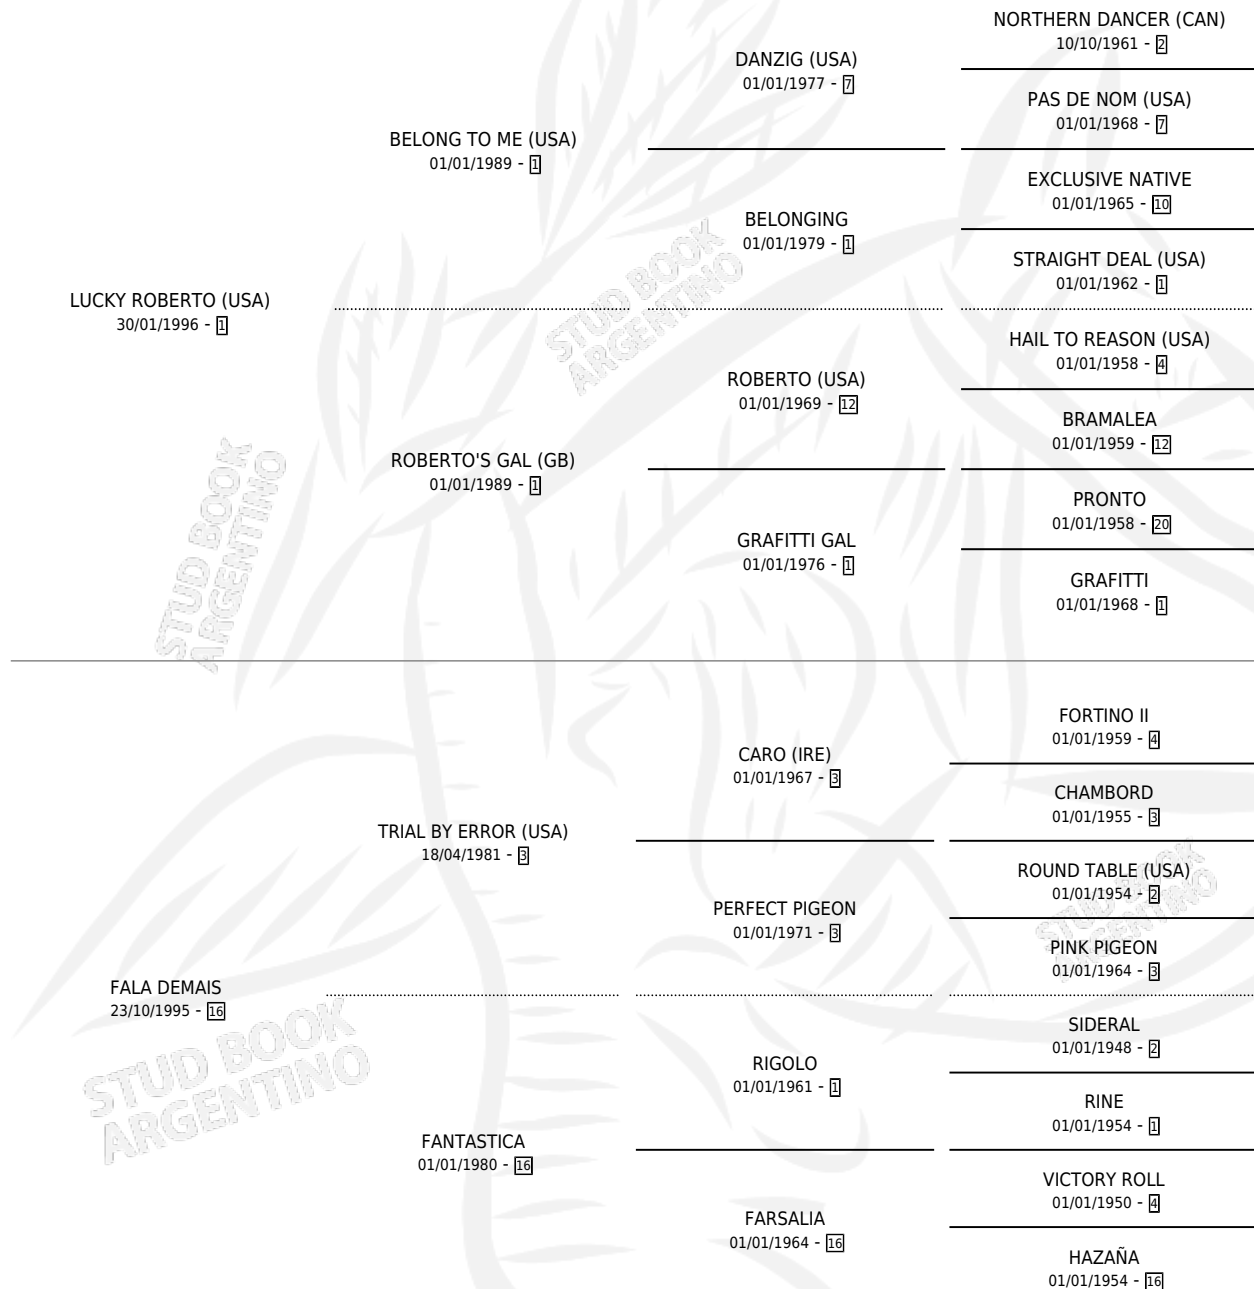 NORTHERN DANCER (CAN)
10/10/1961 - 2
DANZIG (USA)
01/01/1977 - 7
PAS DE NOM (USA)
01/01/1968 - 7
BELONG TO ME (USA)
01/01/1989 - 1
EXCLUSIVE NATIVE
01/01/1965 - 10
BELONGING
01/01/1979 - 1
STRAIGHT DEAL (USA)
01/01/1962 - 1
LUCKY ROBERTO (USA)
30/01/1996 - 1
HAIL TO REASON (USA)
01/01/1958 - 4
ROBERTO (USA)
01/01/1969 - 12
BRAMALEA
01/01/1959 - 12
ROBERTO'S GAL (GB)
01/01/1989 - 1
PRONTO
01/01/1958 - 20
GRAFITTI GAL
01/01/1976 - 1
GRAFITTI
01/01/1968 - 1
STUD BOOK
ARGENTINO
STUD BOOK
ARGENTINO
FORTINO II
01/01/1959 - 4
CARO (IRE)
01/01/1967 - 3
CHAMBORD
01/01/1955 - 3
TRIAL BY ERROR (USA)
18/04/1981 - 3
ROUND TABLE (USA)
01/01/1954 - 2
PERFECT PIGEON
01/01/1971 - 3
PINK PIGEON
01/01/1964 - 3
STUD BOOK
ARGENTINO
FALA DEMAIS
23/10/1995 - 16
SIDERAL
01/01/1948 - 2
RIGOLO
01/01/1961 - 1
RINE
01/01/1954 - 1
FANTASTICA
01/01/1980 - 16
VICTORY ROLL
01/01/1950 - 4
FARSALIA
01/01/1964 - 16
HAZAÑA
01/01/1954 - 16
STUD BOOK
ARGENTINO